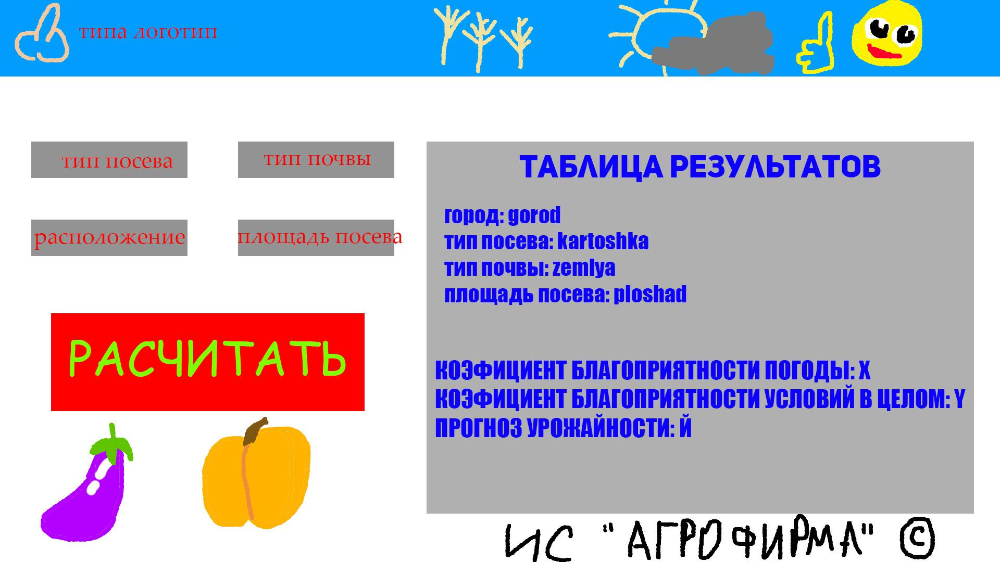 типа логотип
тип посева
тип почвы
расположение
площадь посева
РАСЧИТАТЬ
ТАБЛИЦА РЕЗУЛЬТАТОВ
город: gorod
тип посева: kartoshka
тип почвы: zemlya
площадь посева: ploshad
КОЭФИЦИЕНТ БЛАГОПРИЯТНОСТИ ПОГОДЫ: X
КОЭФИЦИЕНТ БЛАГОПРИЯТНОСТИ УСЛОВИЙ В ЦЕЛОМ: Y
ПРОГНОЗ УРОЖАЙНОСТИ: Й
ИС "АГРОФИРМА" ©